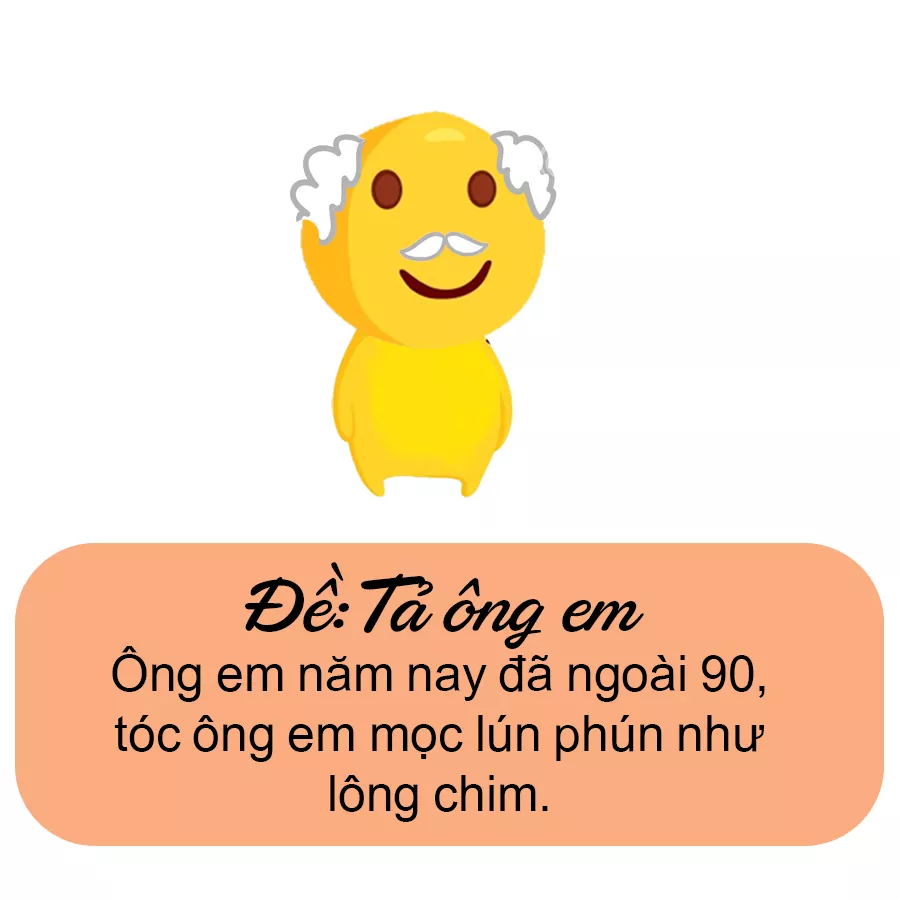 Đề: Tả ông em
Ông em năm nay đã ngoài 90,
tóc ông em mọc lún phún như
lông chim.